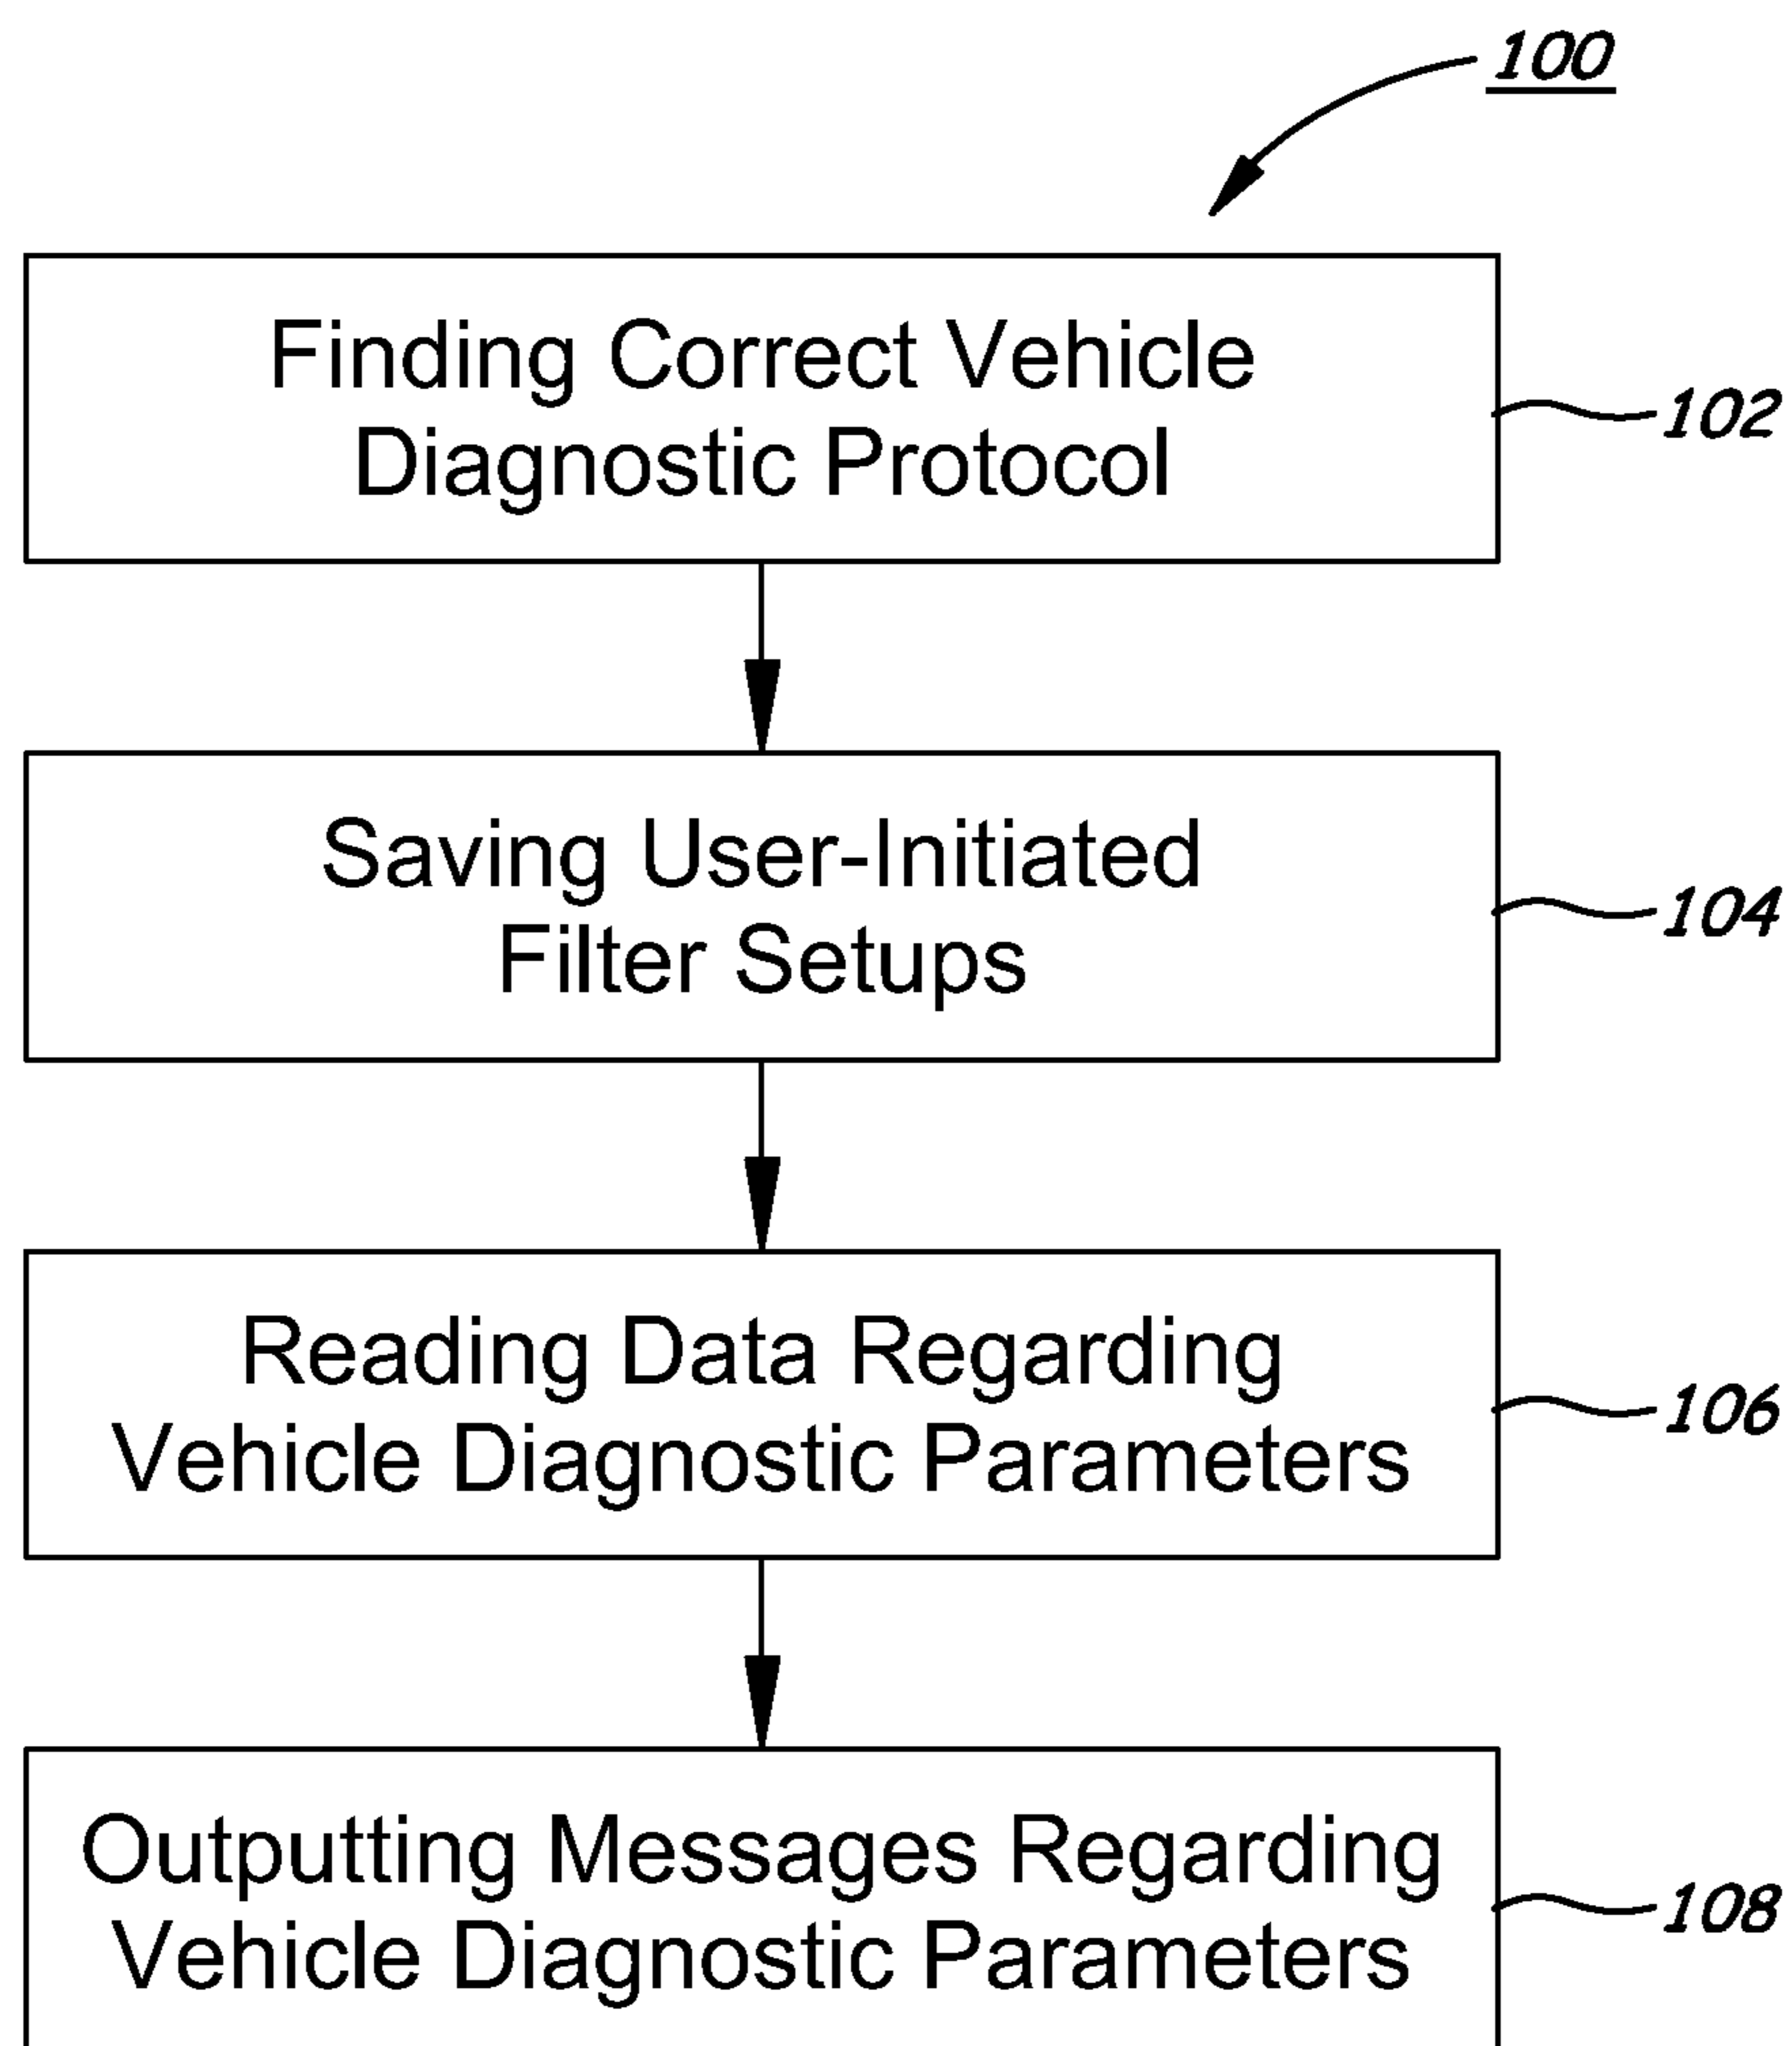 100
Finding Correct Vehicle
Diagnostic Protocol
102
Saving User-Initiated
Filter Setups
104
Reading Data Regarding
Vehicle Diagnostic Parameters
106
Outputting Messages Regarding
Vehicle Diagnostic Parameters
108